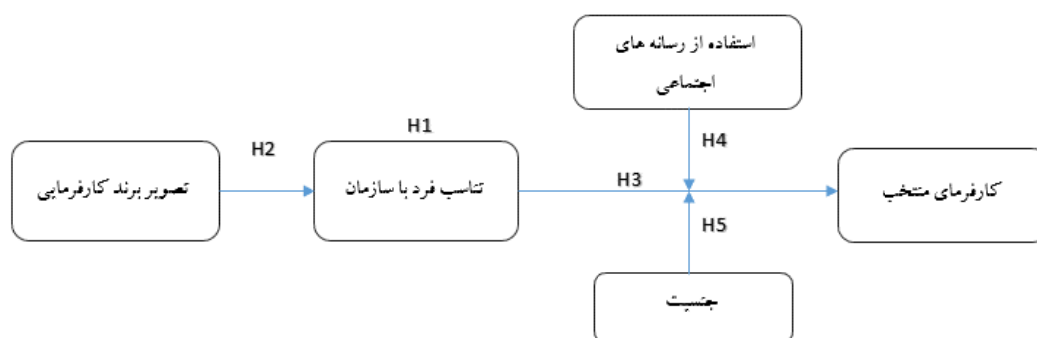 استفاده از رسانه های
اجتماعی
H1
H4
H2
تصویر برند کارفرمایی
تناسب فرد با سازمان
H3
کارفرمای منتخب
H5
جنسیت